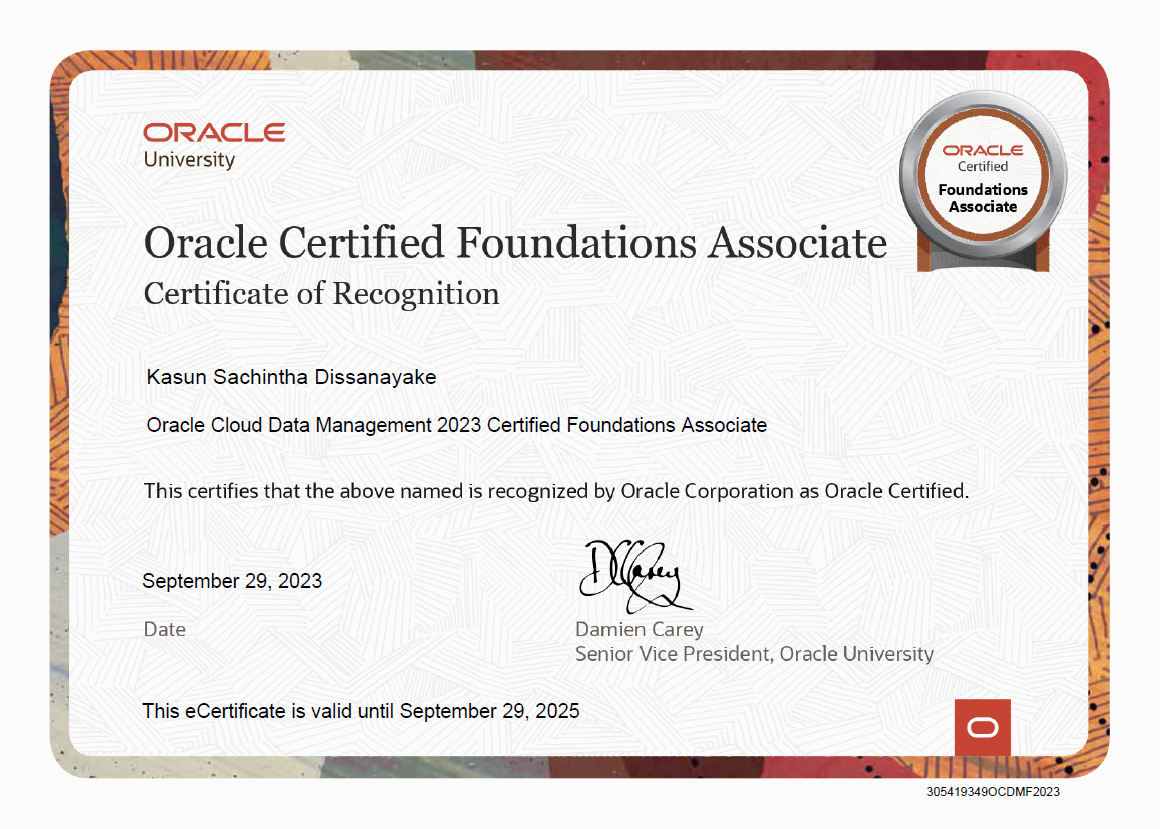 ORACLE
University
ORACLE
Certified
Foundations
Associate
Oracle Certified Foundations Associate
Certificate of Recognition
Kasun Sachintha Dissanayake
Oracle Cloud Data Management 2023 Certified Foundations Associate
This certifies that the above named is recognized by Oracle Corporation as Oracle Certified.
DCCarey
September 29, 2023
Date
Damien Carey
Senior Vice President, Oracle University
This eCertificate is valid until September 29, 2025
305419349OCDMF2023